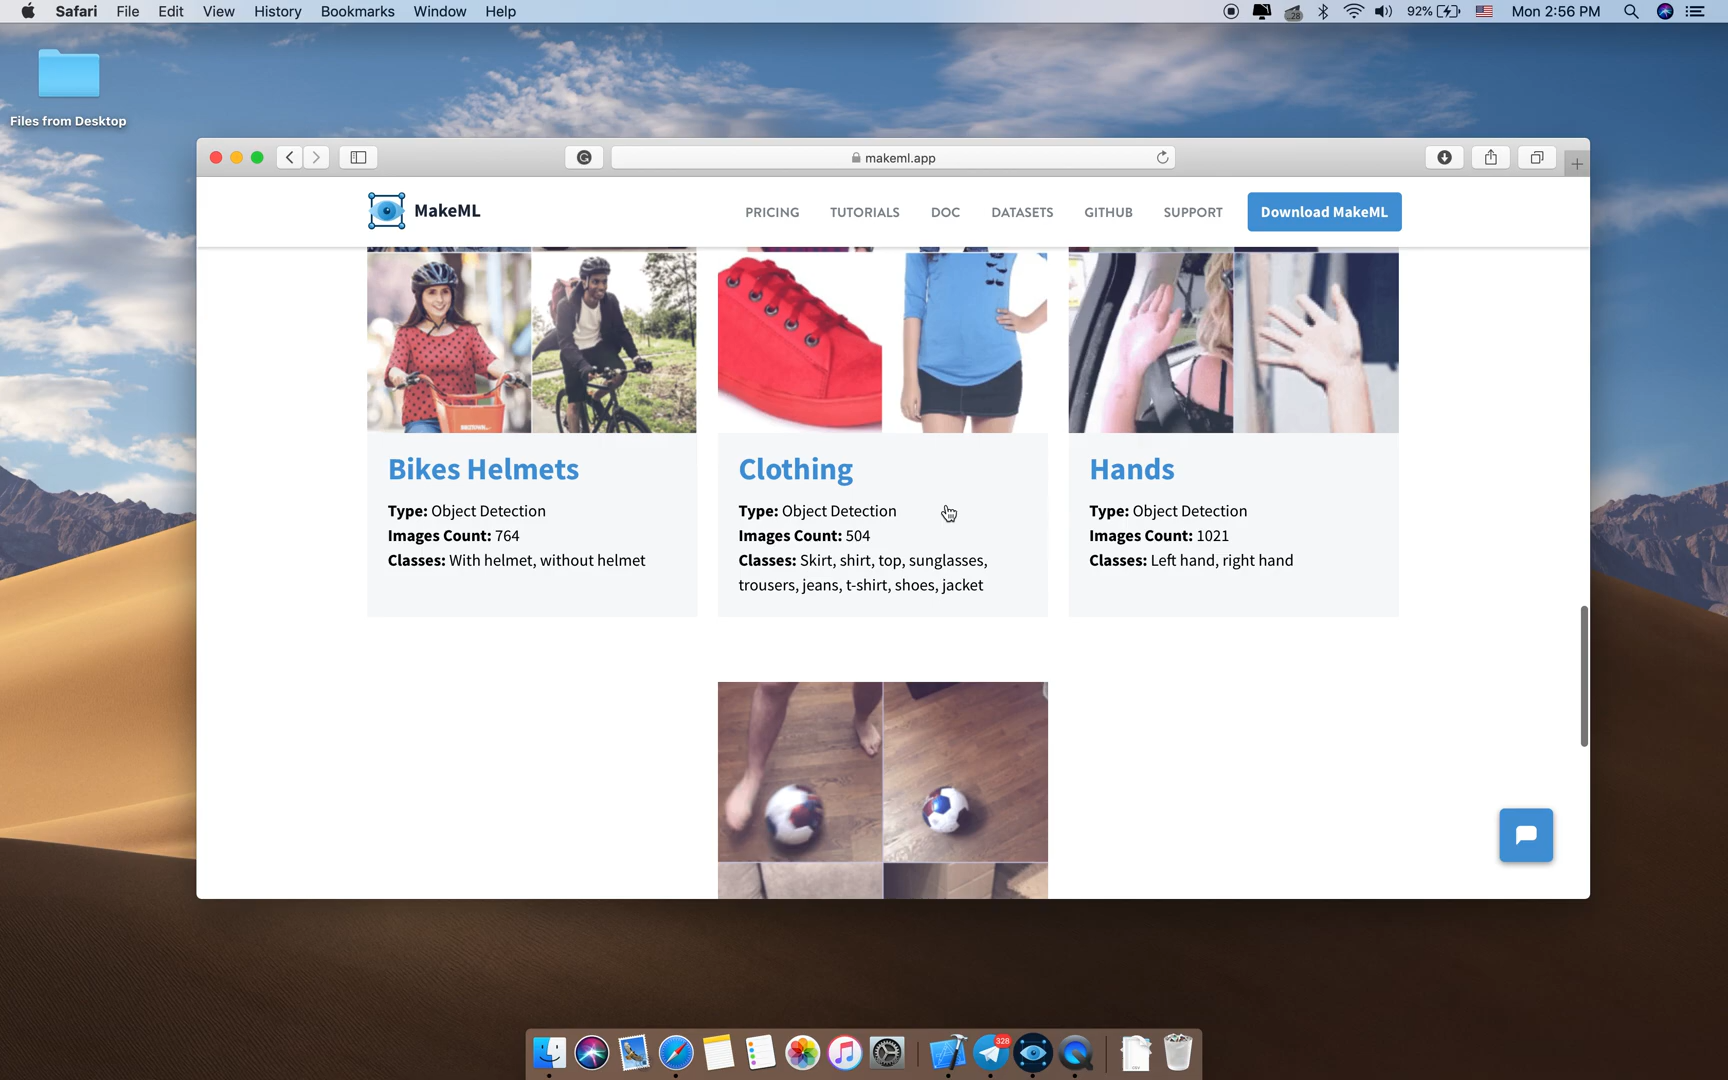 Safari File Edit View History Bookmarks Window Help
28 92% Mon 2:56 PM
Files from Desktop
makeml.app
MakeML
PRICING TUTORIALS DOC DATASETS GITHUB SUPPORT Download MakeML
Bikes Helmets
Type: Object Detection
Images Count: 764
Classes: With helmet, without helmet
Clothing
Type: Object Detection
Images Count: 504
Classes: Skirt, shirt, top, sunglasses,
trousers, jeans, t-shirt, shoes, jacket
Hands
Type: Object Detection
Images Count: 1021
Classes: Left hand, right hand
328